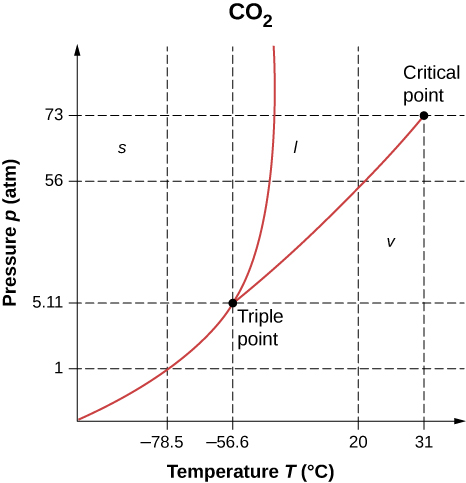 CO₂
Critical
point
73
s
l
56
v
Pressure p (atm)
5.11
Triple
point
1
–78.5 –56.6 20 31
Temperature T (°C)